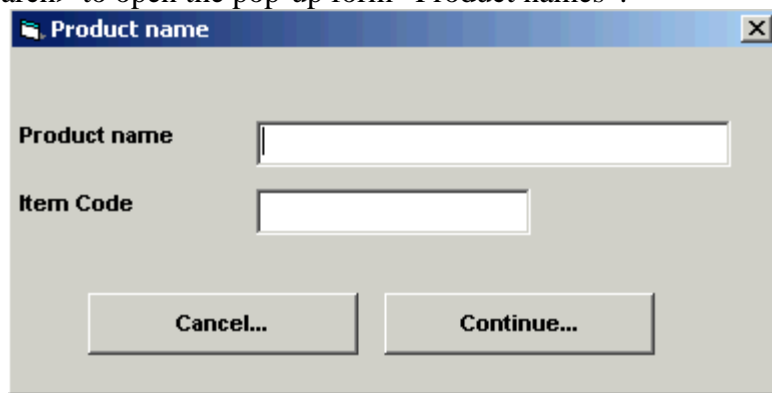 to open the pop-up form "Product names".
Product name
Product name
Item Code
Cancel...
Continue...